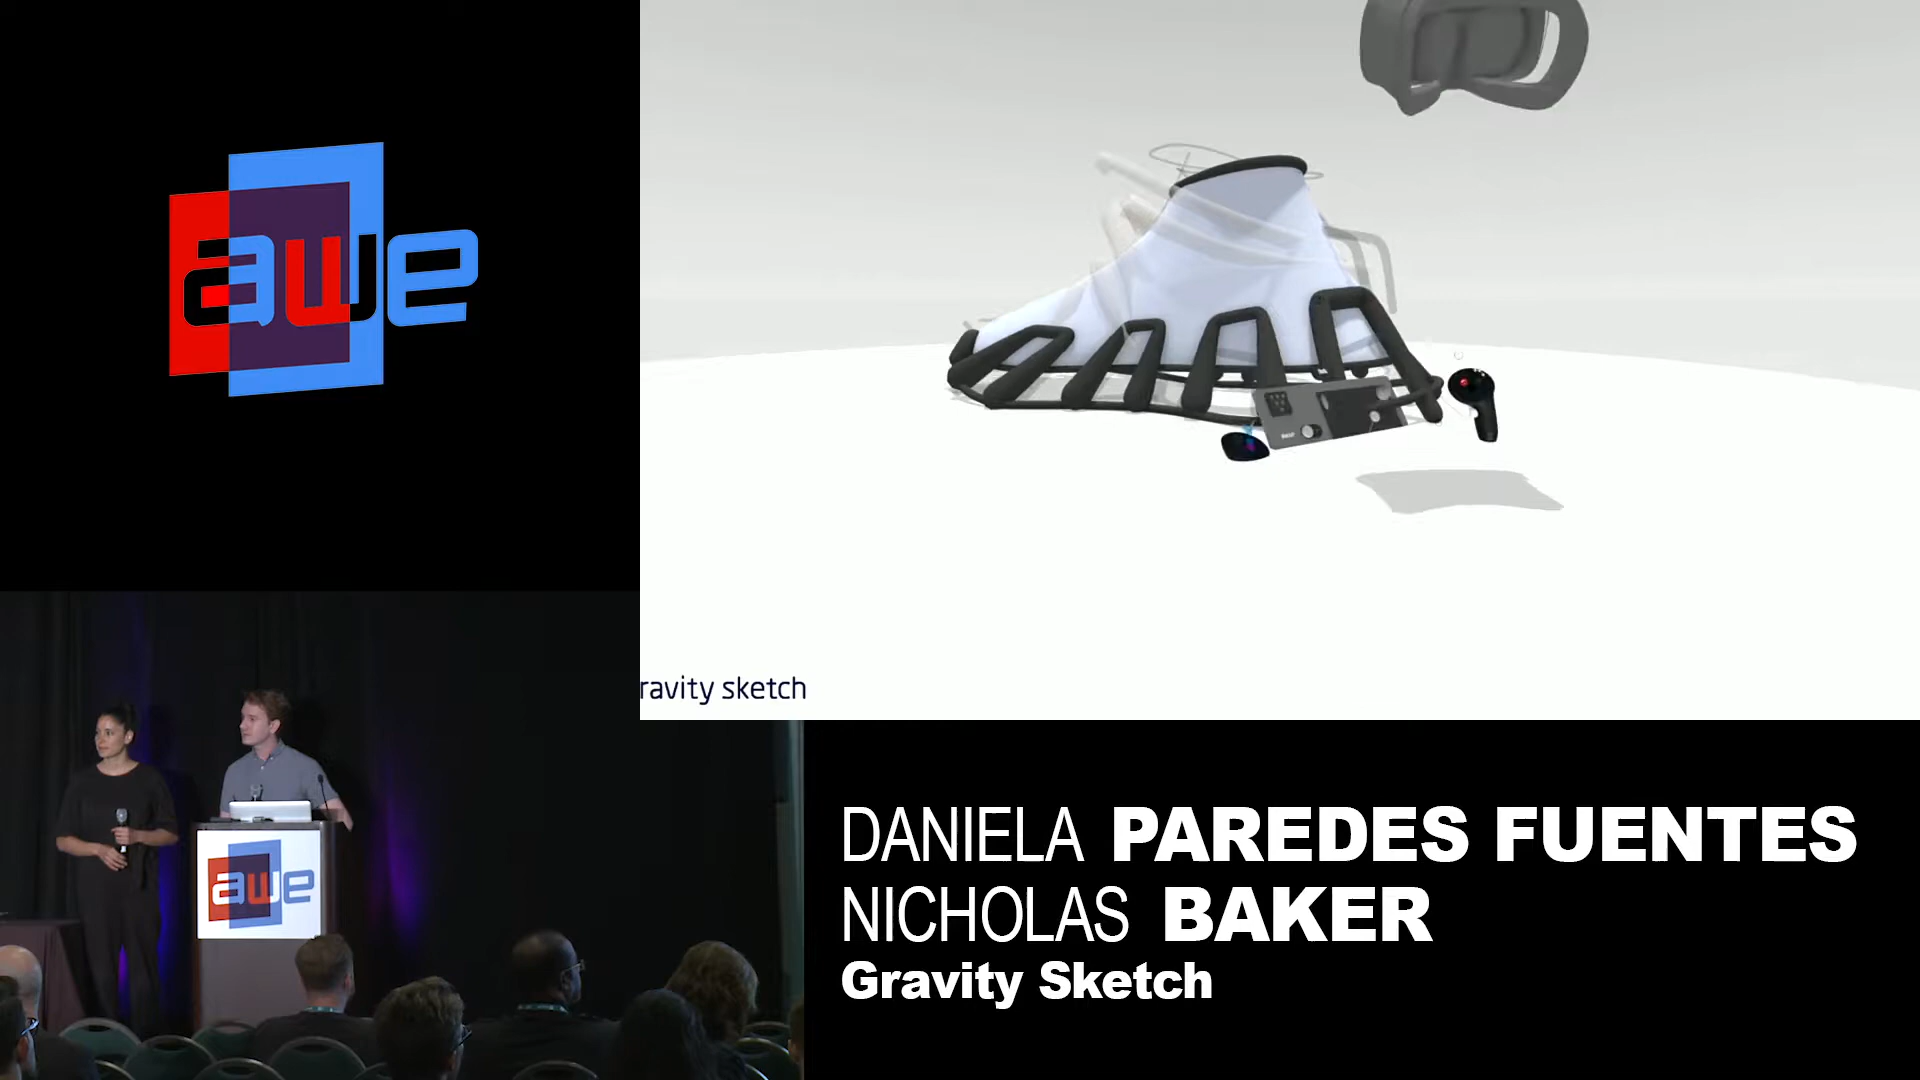 awe
ravity sketch
awe
DANIELA PAREDES FUENTES
NICHOLAS BAKER
Gravity Sketch